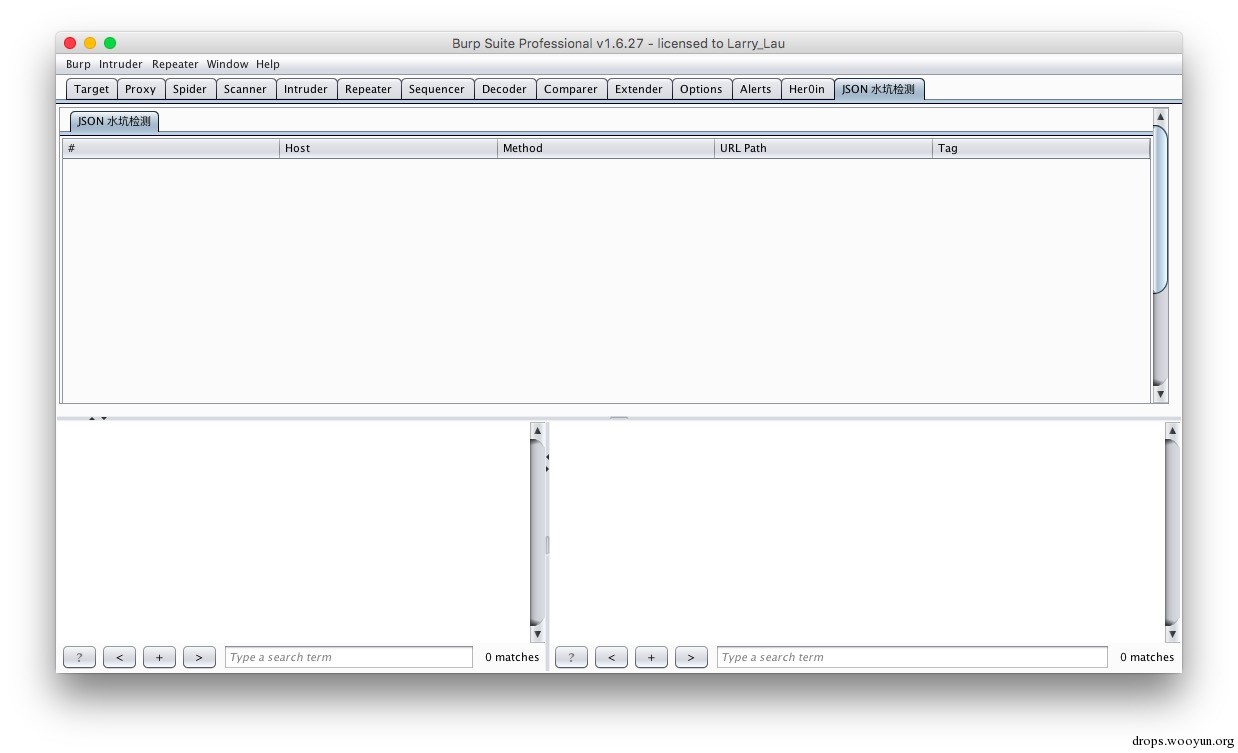 Burp Suite Professional v1.6.27 - licensed to Larry_Lau
Burp Intruder Repeater Window Help
Target Proxy Spider Scanner Intruder Repeater Sequencer Decoder Comparer Extender Options Alerts Her0in JSON 水坑检测
JSON 水坑检测
# Host Method URL Path Tag
? < + > Type a search term 0 matches ? < + > Type a search term 0 matches
drops.wooyun.org